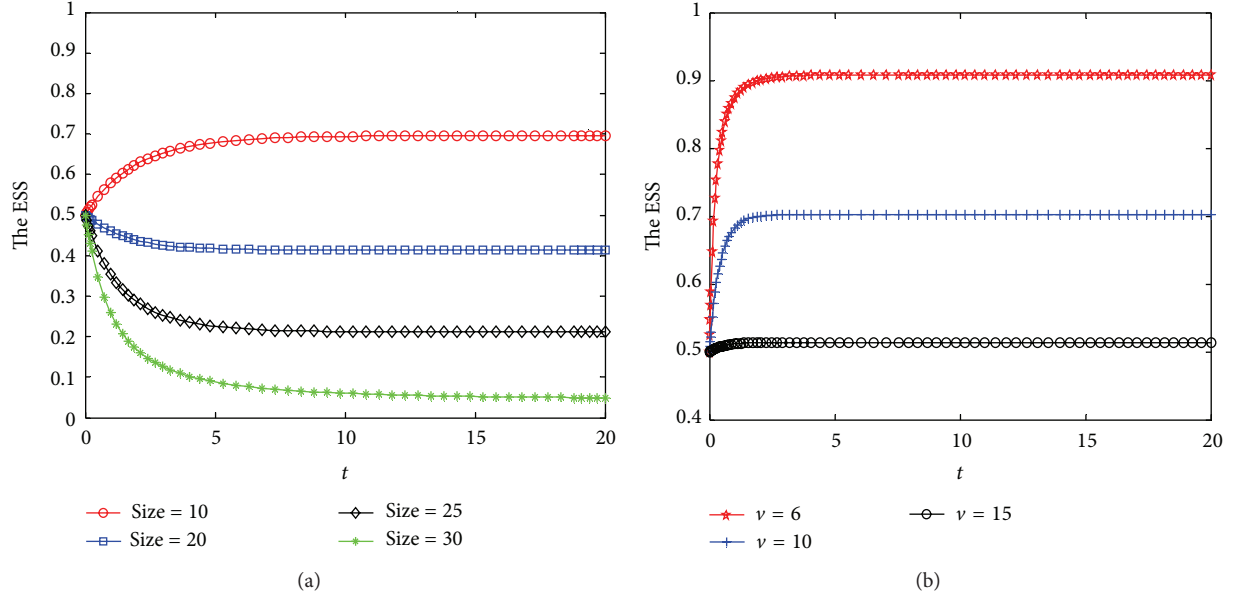 1
0.9
0.8
0.7
0.6
0.5
0.4
0.3
0.2
0.1
0
The ESS
0 5 10 15 20
t
Size = 10
Size = 20
Size = 25
Size = 30
(a)
1
0.9
0.8
0.7
0.6
0.5
0.4
The ESS
0 5 10 15 20
t
v = 6
v = 10
v = 15
(b)